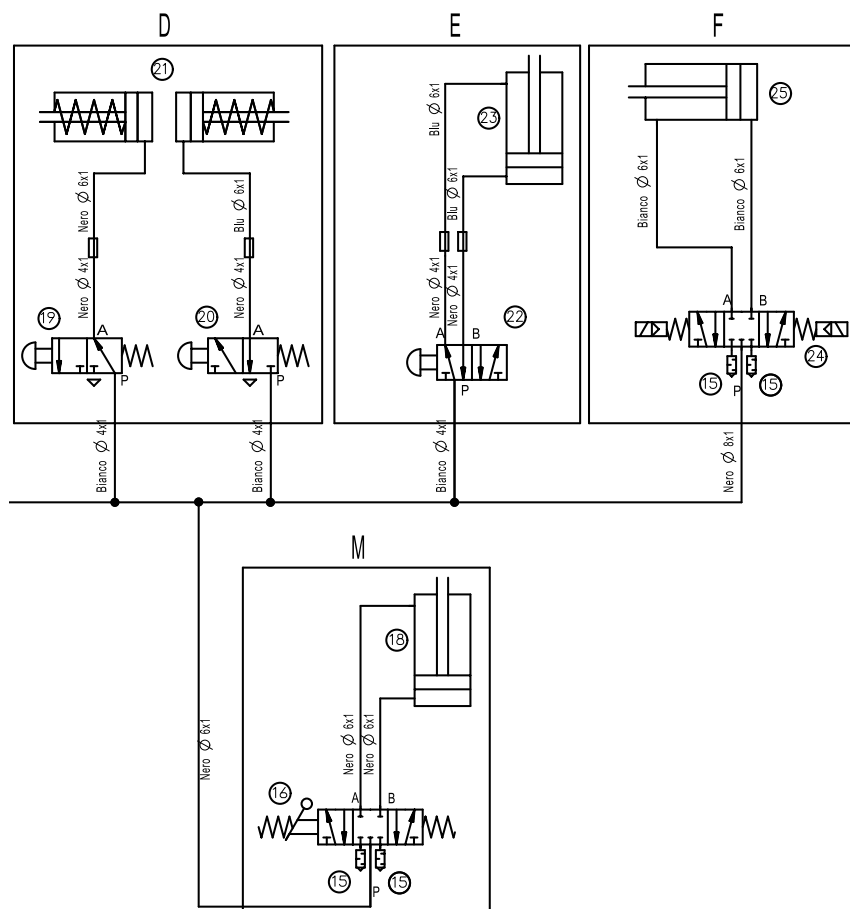 D
E
F
21
23
25
Nero Ø 6x1
Blu Ø 6x1
Blu Ø 6x1
Blu Ø 6x1
Bianco Ø 6x1
Bianco Ø 6x1
Nero Ø 4x1
Nero Ø 4x1
Nero Ø 4x1
Nero Ø 4x1
19
A
20
A
22
A
B
A
B
24
P
P
P
15
P
15
Bianco Ø 4x1
Bianco Ø 4x1
Bianco Ø 4x1
Nero Ø 8x1
M
18
Nero Ø 6x1
Nero Ø 6x1
Nero Ø 6x1
16
A
B
15
P
15